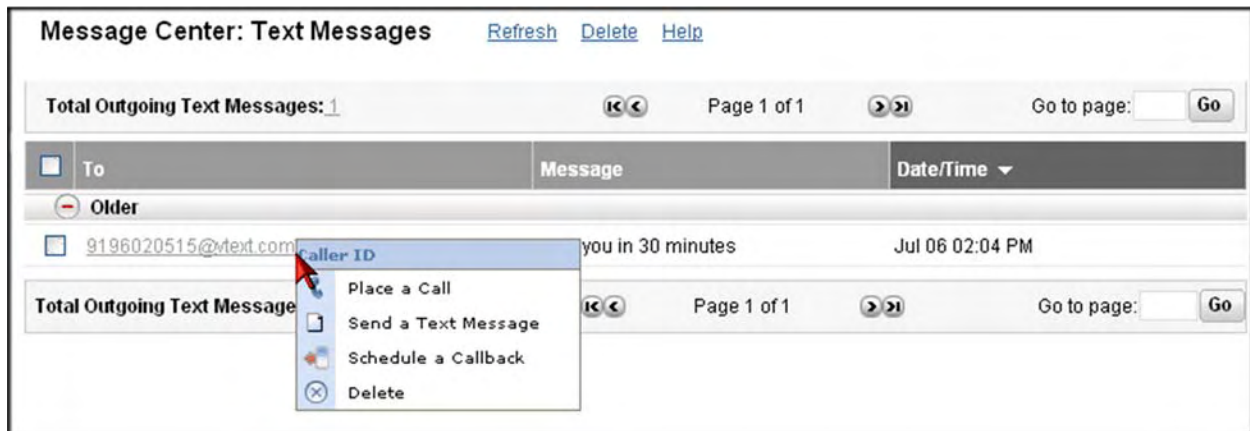 Message Center: Text Messages Refresh Delete Help
Total Outgoing Text Messages: 1 Page 1 of 1 Go to page: Go
To Message Date/Time
Older
9196020515@vtext.com you in 30 minutes Jul 06 02:04 PM
Caller ID
Place a Call
Total Outgoing Text Message Page 1 of 1 Go to page: Go
Send a Text Message
Schedule a Callback
Delete